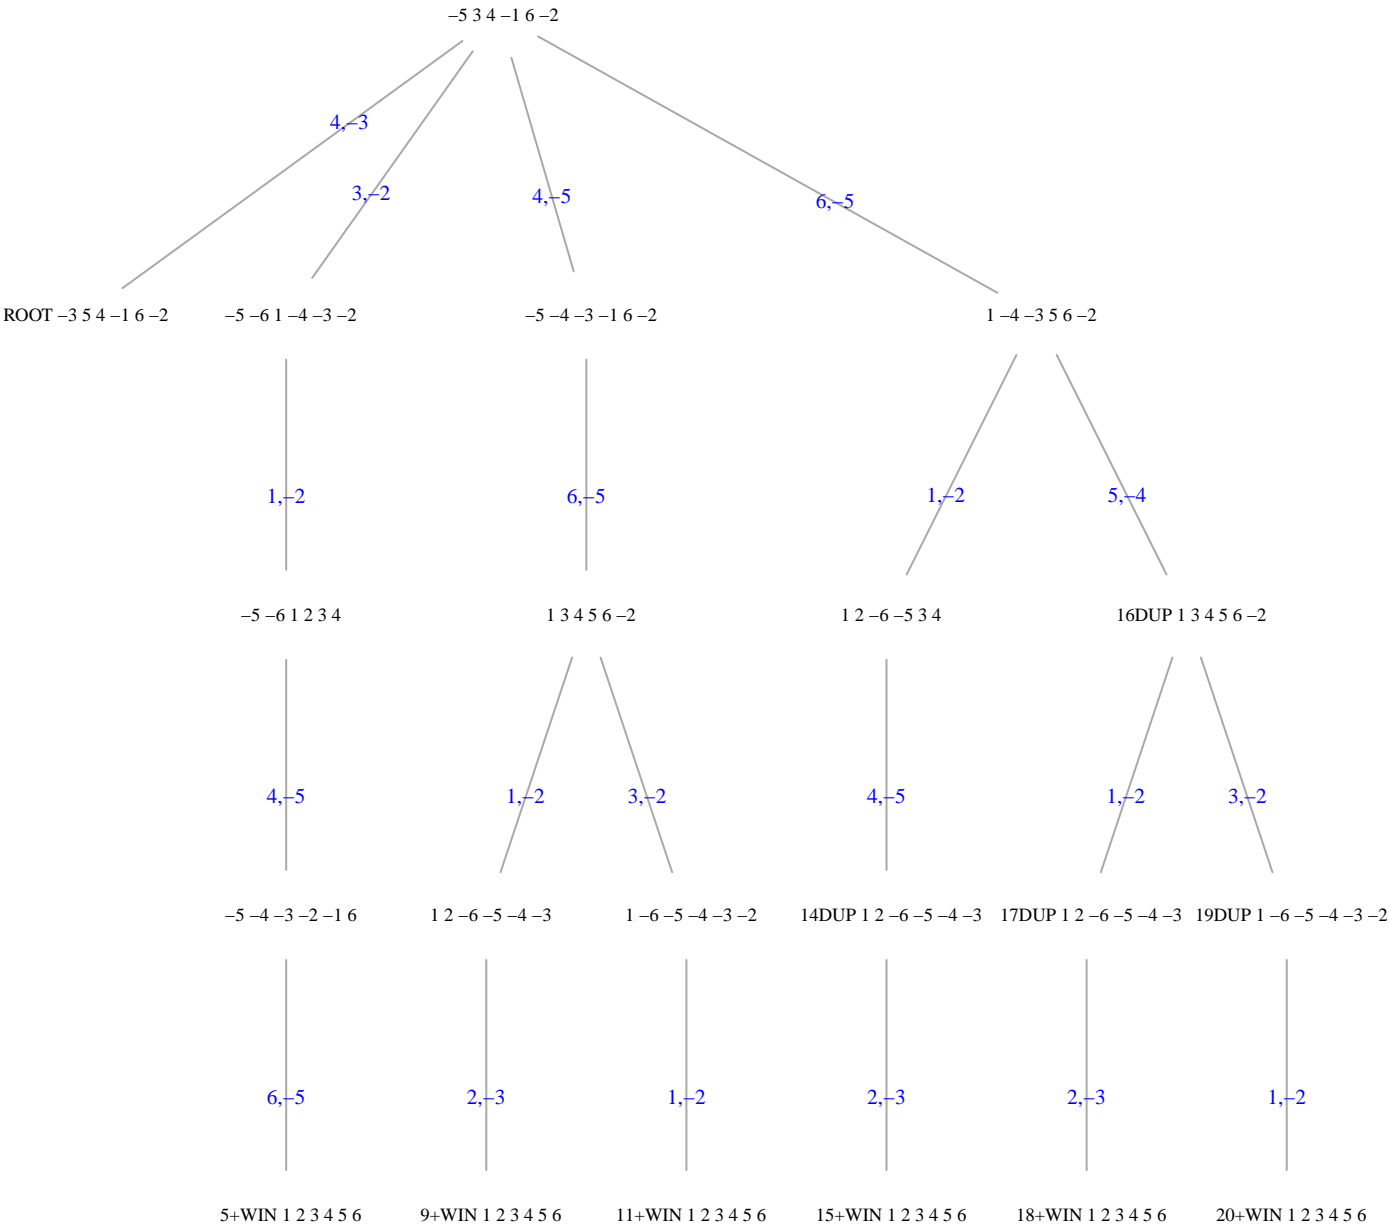 –5 3 4 –1 6 –2
4,–3
3,–2
4,–5
6,–5
ROOT –3 5 4 –1 6 –2
–5 –6 1 –4 –3 –2
–5 –4 –3 –1 6 –2
1 –4 –3 5 6 –2
1,–2
6,–5
1,–2
5,–4
–5 –6 1 2 3 4
1 3 4 5 6 –2
1 2 –6 –5 3 4
16DUP 1 3 4 5 6 –2
4,–5
1,–2
3,–2
4,–5
1,–2
3,–2
–5 –4 –3 –2 –1 6
1 2 –6 –5 –4 –3
1 –6 –5 –4 –3 –2
14DUP 1 2 –6 –5 –4 –3
17DUP 1 2 –6 –5 –4 –3
19DUP 1 –6 –5 –4 –3 –2
6,–5
2,–3
1,–2
2,–3
2,–3
1,–2
5+WIN 1 2 3 4 5 6
9+WIN 1 2 3 4 5 6
11+WIN 1 2 3 4 5 6
15+WIN 1 2 3 4 5 6
18+WIN 1 2 3 4 5 6
20+WIN 1 2 3 4 5 6